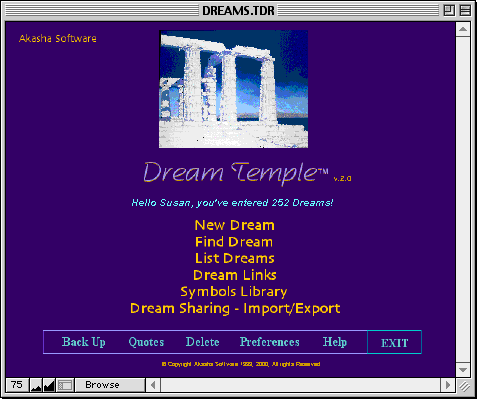 DREAMS.TDR
Akasha Software
Dream Temple™ v.2.0
Hello Susan, you've entered 252 Dreams!
New Dream
Find Dream
List Dreams
Dream Links
Symbols Library
Dream Sharing - Import/Export
Back Up Quotes Delete Preferences Help EXIT
© Copyright Akasha Software 1999, 2000, All rights Reserved
75 Browse